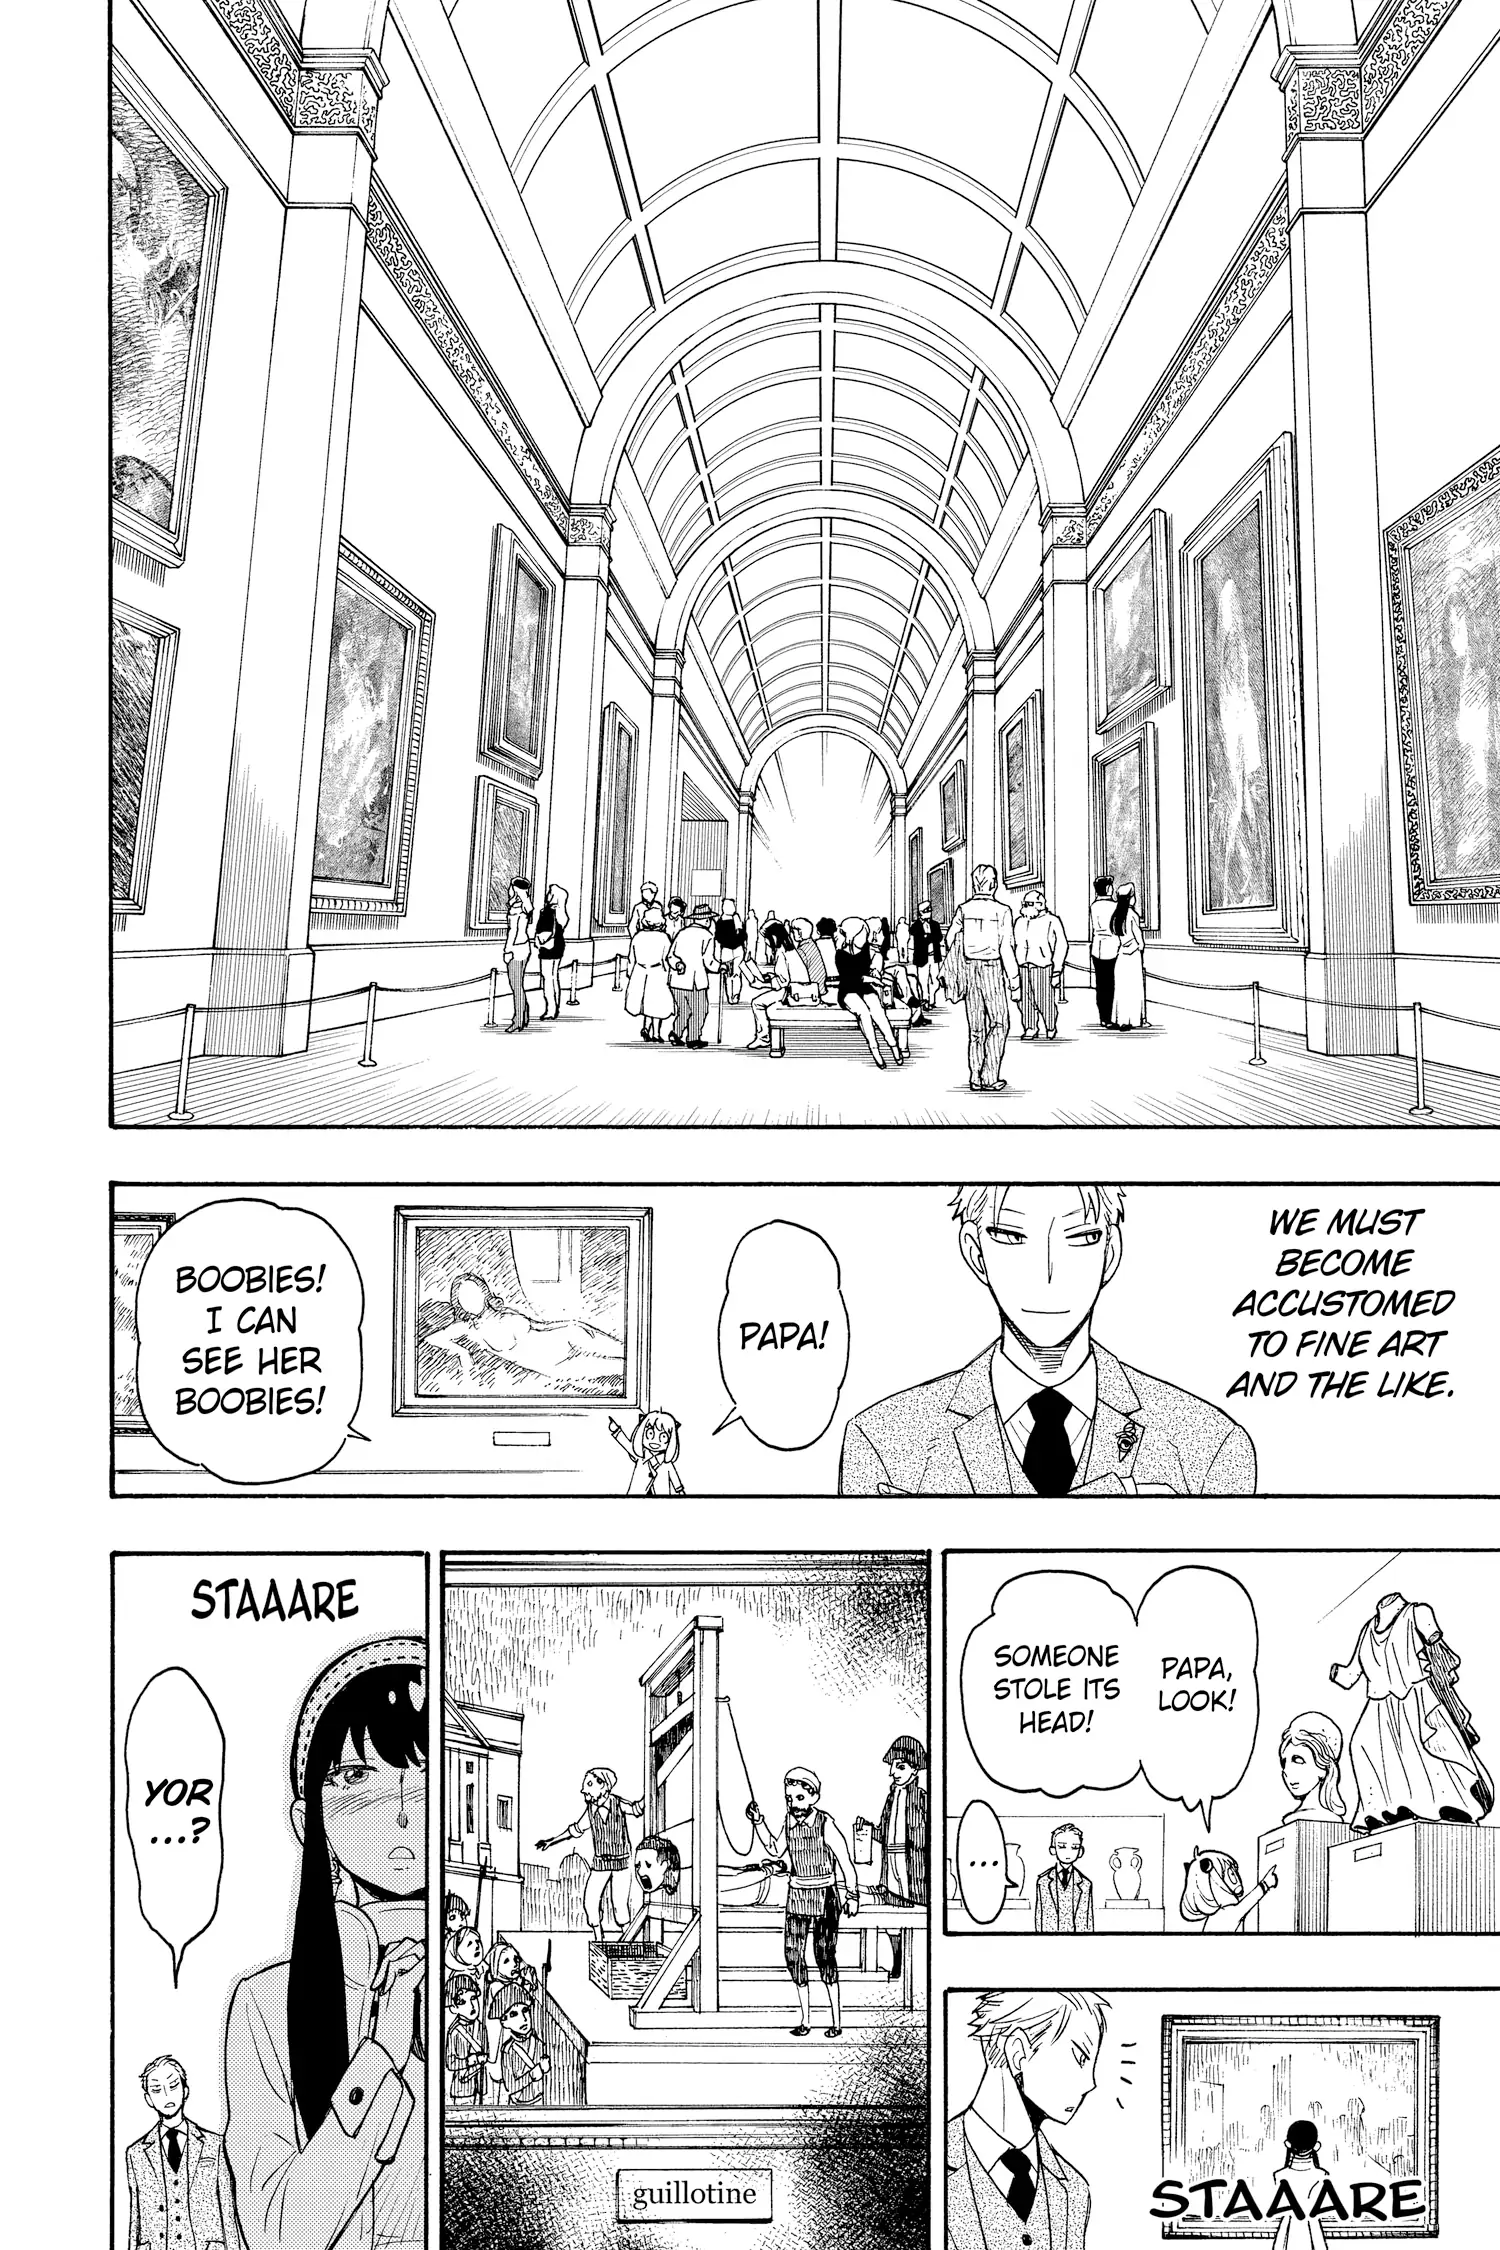 WE MUST
BECOME
ACCUSTOMED
TO FINE ART
AND THE LIKE.
PAPA!
BOOBIES!
I CAN
SEE HER
BOOBIES!
PAPA,
LOOK!
SOMEONE
STOLE ITS
HEAD!
...
STAAARE
guillotine
STAAARE
YOR
...?